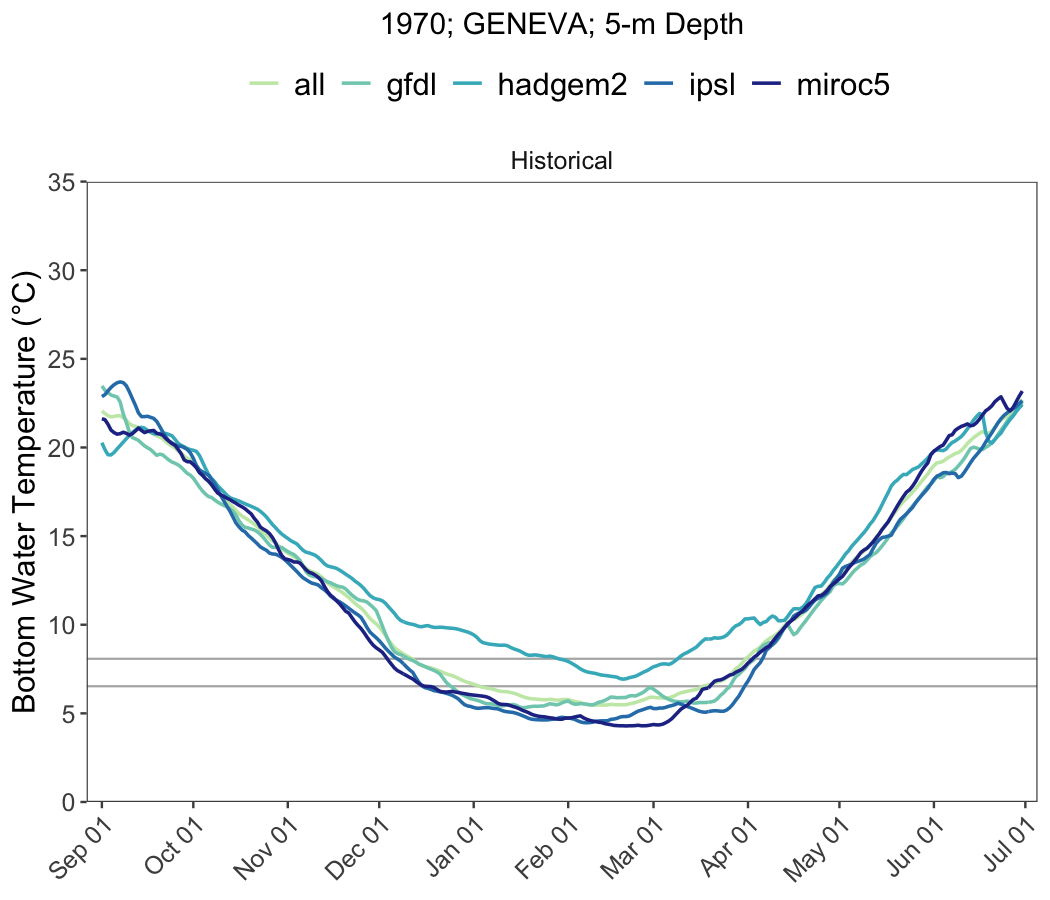 1970; GENEVA; 5-m Depth
all gfdl hadgem2 ipsl miroc5
Historical
Bottom Water Temperature (°C)
35
30
25
20
15
10
5
0
Sep 01 Oct 01 Nov 01 Dec 01 Jan 01 Feb 01 Mar 01 Apr 01 May 01 Jun 01 Jul 01